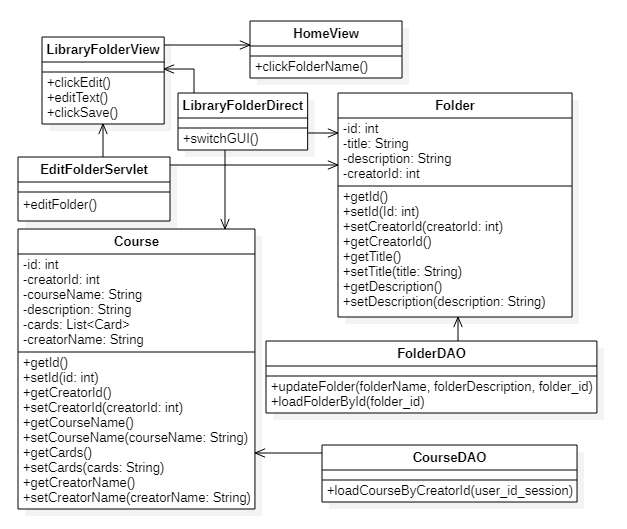 HomeView
+clickFolderName()
LibraryFolderView
+clickEdit()
+editText()
+clickSave()
LibraryFolderDirect
+switchGUI()
Folder
-id: int
-title: String
-description: String
-creatorId: int
+getId()
+setId(Id: int)
+setCreatorId(creatorId: int)
+getCreatorId()
+getTitle()
+setTitle(title: String)
+getDescription()
+setDescription(description: String)
EditFolderServlet
+editFolder()
Course
-id: int
-creatorId: int
-courseName: String
-description: String
-cards: List<Card>
-creatorName: String
+getId()
+setId(id: int)
+getCreatorId()
+setCreatorId(creatorId: int)
+getCourseName()
+setCourseName(courseName: String)
+getCards()
+setCards(cards: String)
+getCreatorName()
+setCreatorName(creatorName: String)
FolderDAO
+updateFolder(folderName, folderDescription, folder_id)
+loadFolderById(folder_id)
CourseDAO
+loadCourseByCreatorId(user_id_session)